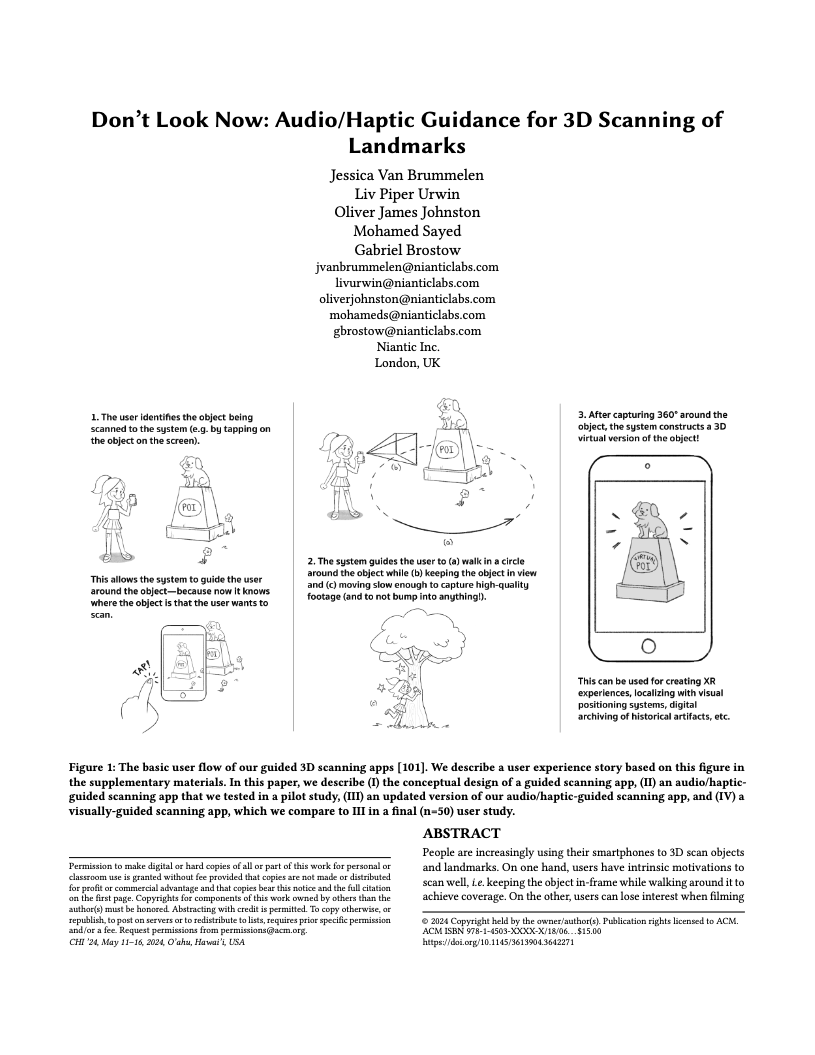 Don't Look Now: Audio/Haptic Guidance for 3D Scanning of
Landmarks
Jessica Van Brummelen
Liv Piper Urwin
Oliver James Johnston
Mohamed Sayed
Gabriel Brostow
jvanbrummelen@nianticlabs.com
livurwin@nianticlabs.com
oliverjohnston@nianticlabs.com
mohameds@nianticlabs.com
gbrostow@nianticlabs.com
Niantic Inc.
London, UK
1. The user identifies the object being
scanned to the system (e.g. by tapping on
the object on the screen).
POI
This allows the system to guide the user
around the object—because now it knows
where the object is that the user wants to
scan.
POI
POI
TAP!
(b)
POI
(a)
2. The system guides the user to (a) walk in a circle
around the object while (b) keeping the object in view
and (c) moving slow enough to capture high-quality
footage (and to not bump into anything!).
(c)
3. After capturing 360° around the
object, the system constructs a 3D
virtual version of the object!
VIRTUAL
POI
This can be used for creating XR
experiences, localizing with visual
positioning systems, digital
archiving of historical artifacts, etc.
Figure 1: The basic user flow of our guided 3D scanning apps [101]. We describe a user experience story based on this figure in
the supplementary materials. In this paper, we describe (I) the conceptual design of a guided scanning app, (II) an audio/haptic-
guided scanning app that we tested in a pilot study, (III) an updated version of our audio/haptic-guided scanning app, and (IV) a
visually-guided scanning app, which we compare to III in a final (n=50) user study.
Permission to make digital or hard copies of all or part of this work for personal or
classroom use is granted without fee provided that copies are not made or distributed
for profit or commercial advantage and that copies bear this notice and the full citation
on the first page. Copyrights for components of this work owned by others than the
author(s) must be honored. Abstracting with credit is permitted. To copy otherwise, or
republish, to post on servers or to redistribute to lists, requires prior specific permission
and/or a fee. Request permissions from permissions@acm.org.
CHI '24, May 11–16, 2024, O'ahu, Hawai'i, USA
ABSTRACT
People are increasingly using their smartphones to 3D scan objects
and landmarks. On one hand, users have intrinsic motivations to
scan well, i.e. keeping the object in-frame while walking around it to
achieve coverage. On the other, users can lose interest when filming
© 2024 Copyright held by the owner/author(s). Publication rights licensed to ACM.
ACM ISBN 978-1-4503-XXXX-X/18/06...$15.00
https://doi.org/10.1145/3613904.3642271